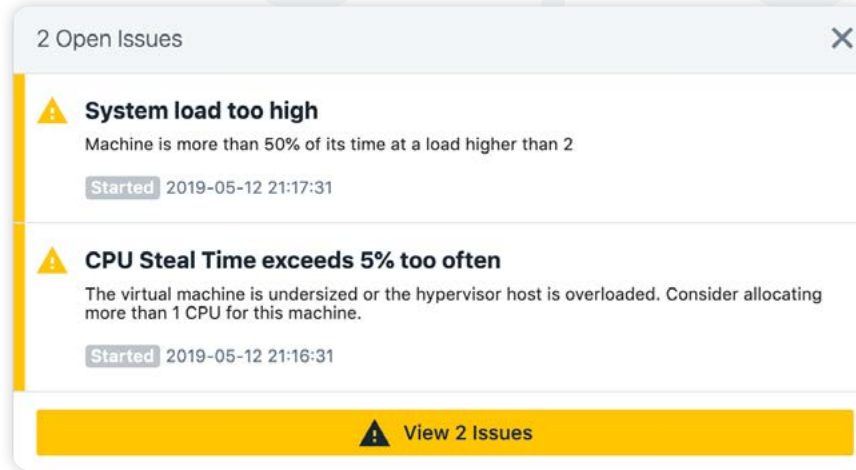 2 Open Issues
System load too high
Machine is more than 50% of its time at a load higher than 2
Started 2019-05-12 21:17:31
CPU Steal Time exceeds 5% too often
The virtual machine is undersized or the hypervisor host is overloaded. Consider allocating
more than 1 CPU for this machine.
Started 2019-05-12 21:16:31
View 2 Issues